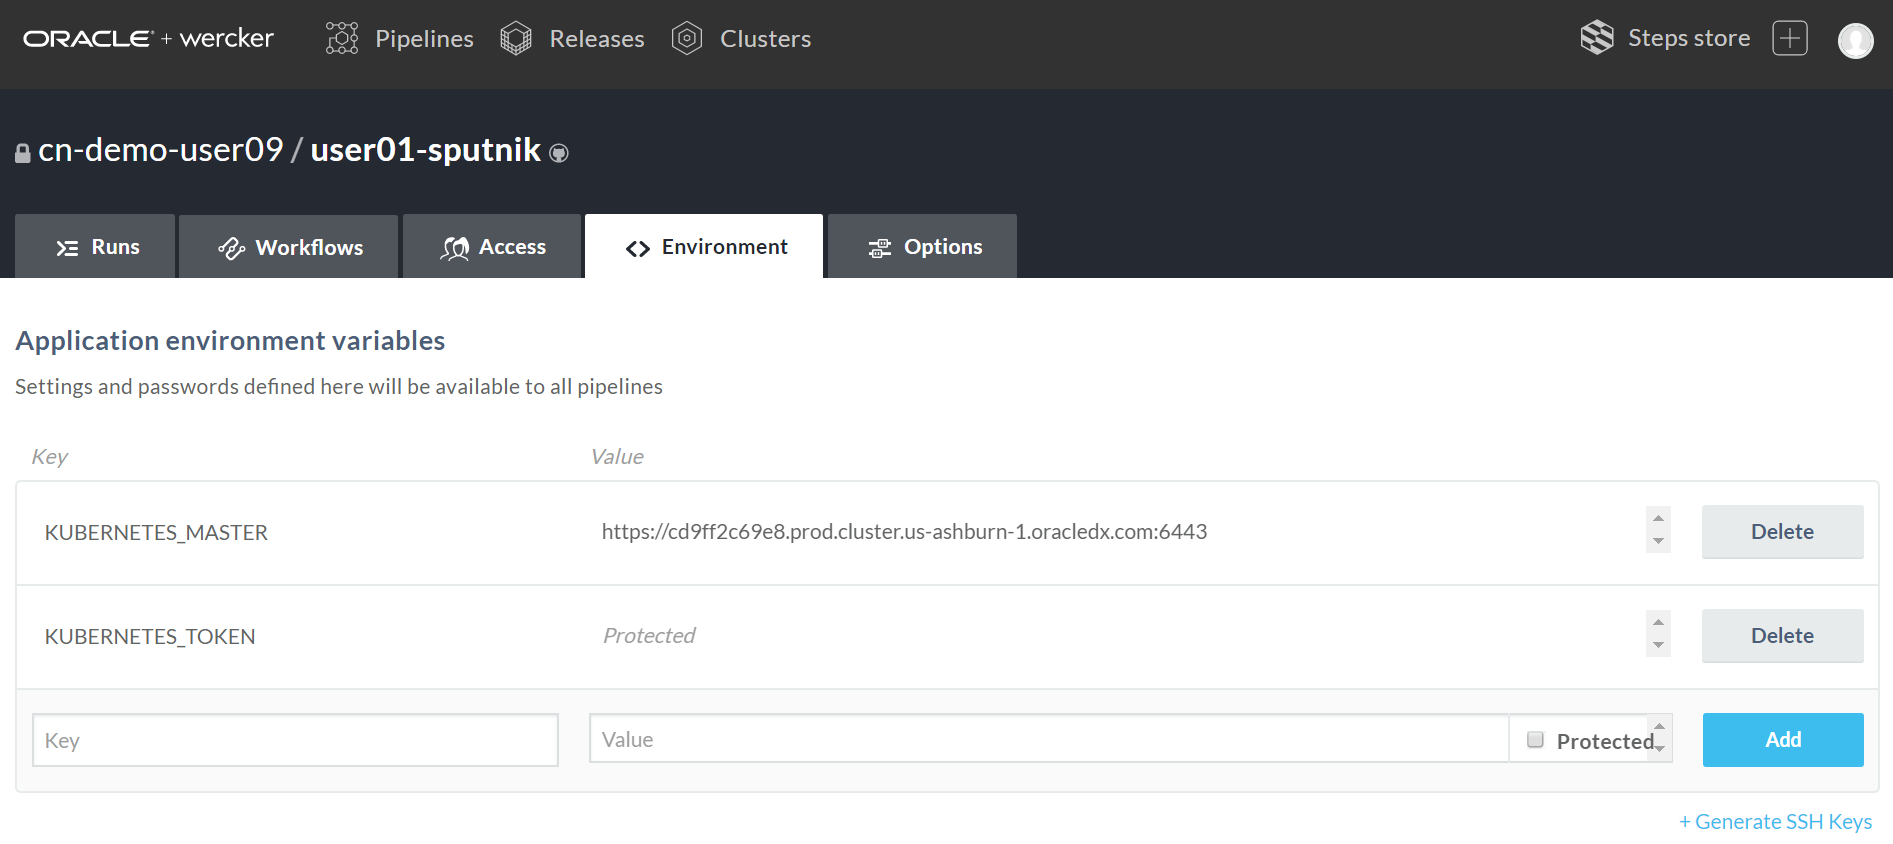 ORACLE® + wercker Pipelines Releases Clusters Steps store
cn-demo-user09 / user01-sputnik
Runs Workflows Access Environment Options
Application environment variables
Settings and passwords defined here will be available to all pipelines
Key Value
KUBERNETES_MASTER https://cd9ff2c69e8.prod.cluster.us-ashburn-1.oracledx.com:6443 Delete
KUBERNETES_TOKEN Protected Delete
Key Value Protected Add
+ Generate SSH Keys